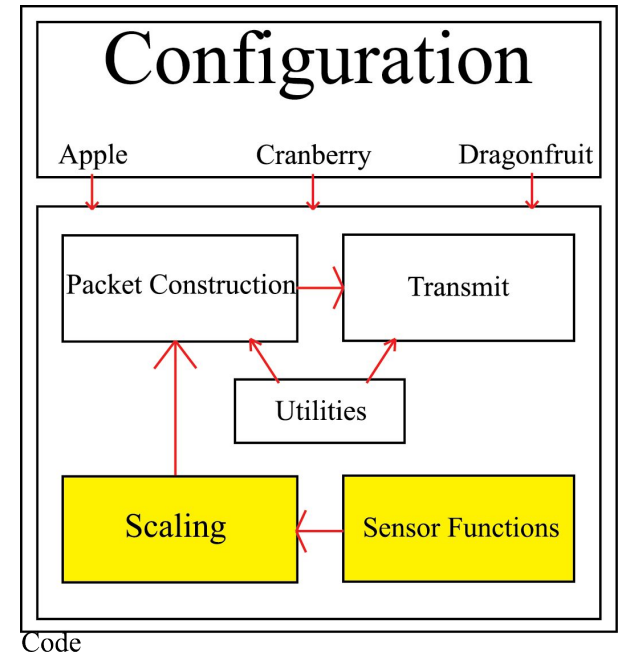 Configuration
Apple Cranberry Dragonfruit
Packet Construction Transmit
Utilities
Scaling Sensor Functions
Code